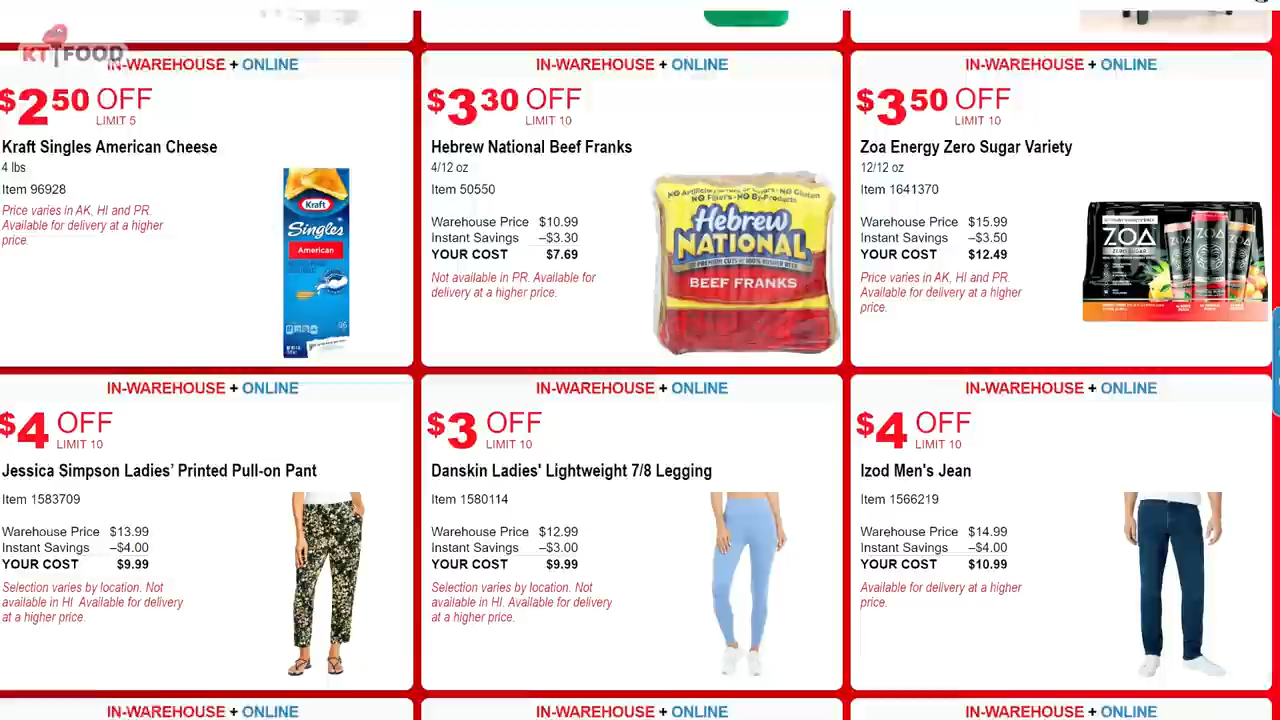 KT FOOD
IN-WAREHOUSE + ONLINE
$2 50 OFF
LIMIT 5
Kraft Singles American Cheese
4 lbs
Item 96928
Price varies in AK, HI and PR.
Available for delivery at a higher
price.
Kraft
Singles
American
IN-WAREHOUSE + ONLINE
$3 30 OFF
LIMIT 10
Hebrew National Beef Franks
4/12 oz
Item 50550
Warehouse Price $10.99
Instant Savings –$3.30
YOUR COST $7.69
Not available in PR. Available for
delivery at a higher price.
Hebrew
NATIONAL
BEEF FRANKS
IN-WAREHOUSE + ONLINE
$3 50 OFF
LIMIT 10
Zoa Energy Zero Sugar Variety
12/12 oz
Item 1641370
Warehouse Price $15.99
Instant Savings –$3.50
YOUR COST $12.49
Price varies in AK, HI and PR.
Available for delivery at a higher
price.
ZOA
ZERO SUGAR
IN-WAREHOUSE + ONLINE
$4 OFF
LIMIT 10
Jessica Simpson Ladies’ Printed Pull-on Pant
Item 1583709
Warehouse Price $13.99
Instant Savings –$4.00
YOUR COST $9.99
Selection varies by location. Not
available in HI. Available for delivery
at a higher price.
IN-WAREHOUSE + ONLINE
$3 OFF
LIMIT 10
Danskin Ladies' Lightweight 7/8 Legging
Item 1580114
Warehouse Price $12.99
Instant Savings –$3.00
YOUR COST $9.99
Selection varies by location. Not
available in HI. Available for delivery
at a higher price.
IN-WAREHOUSE + ONLINE
$4 OFF
LIMIT 10
Izod Men's Jean
Item 1566219
Warehouse Price $14.99
Instant Savings –$4.00
YOUR COST $10.99
Available for delivery at a higher
price.
IN-WAREHOUSE + ONLINE
IN-WAREHOUSE + ONLINE
IN-WAREHOUSE + ONLINE